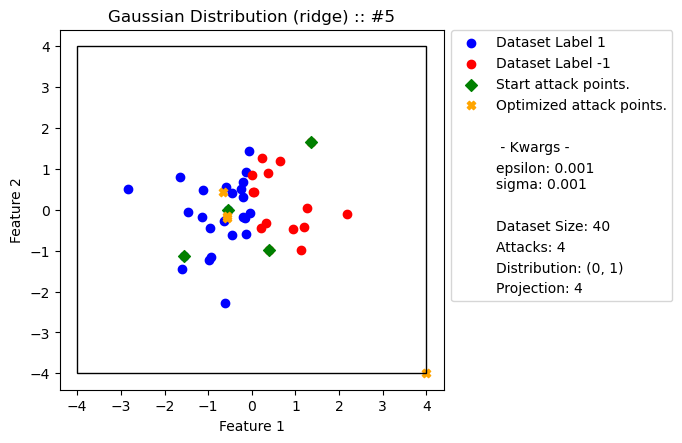 Gaussian Distribution (ridge) :: #5
Feature 2
4
3
2
1
0
−1
−2
−3
−4
−4
−3
−2
−1
0
1
2
3
4
Feature 1
Dataset Label 1
Dataset Label -1
Start attack points.
Optimized attack points.
- Kwargs -
epsilon: 0.001
sigma: 0.001
Dataset Size: 40
Attacks: 4
Distribution: (0, 1)
Projection: 4